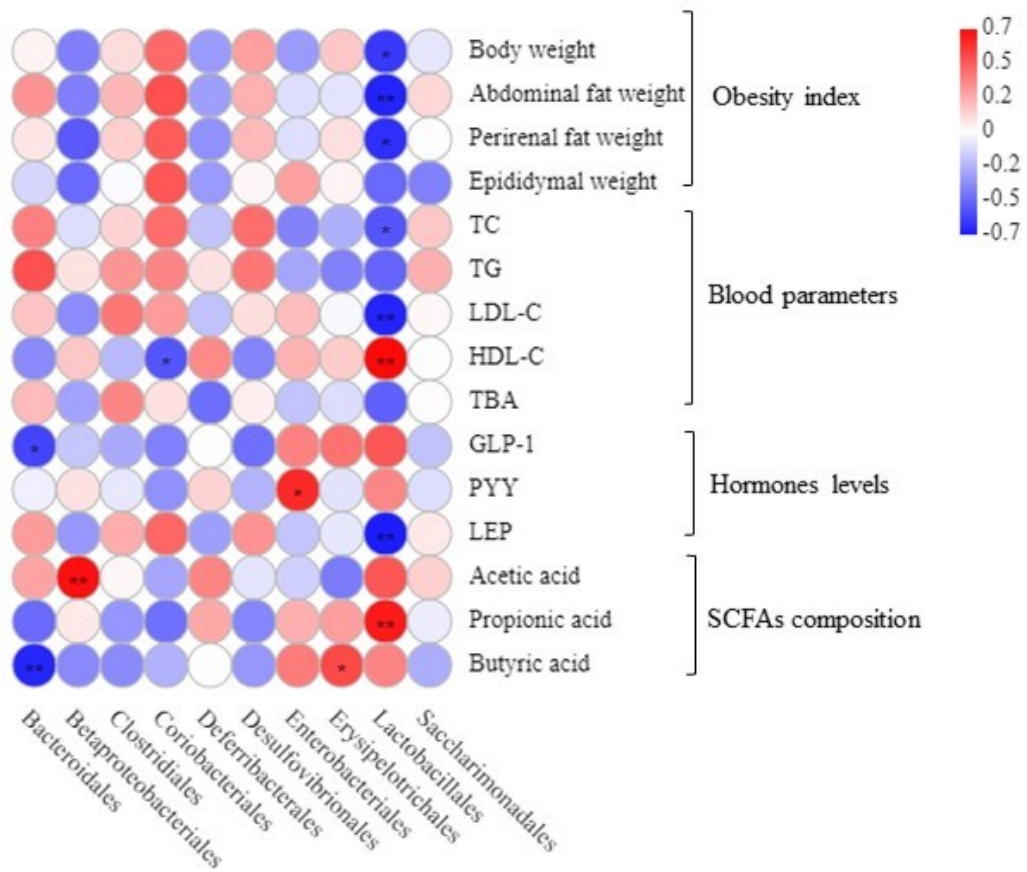 Body weight *
Abdominal fat weight **
Perirenal fat weight *
Epididymal weight
TC *
TG
LDL-C **
HDL-C * **
TBA
GLP-1 *
PYY *
LEP **
Acetic acid **
Propionic acid **
Butyric acid ** *
Obesity index
Blood parameters
Hormones levels
SCFAs composition
0.7
0.5
0.2
0
-0.2
-0.5
-0.7
Bacteroidales
Betaproteobacteriales
Clostridiales
Coriobacteriales
Deferribacterales
Desulfovibrionales
Enterobacteriales
Erysipelotrichales
Lactobacillales
Saccharimonadales